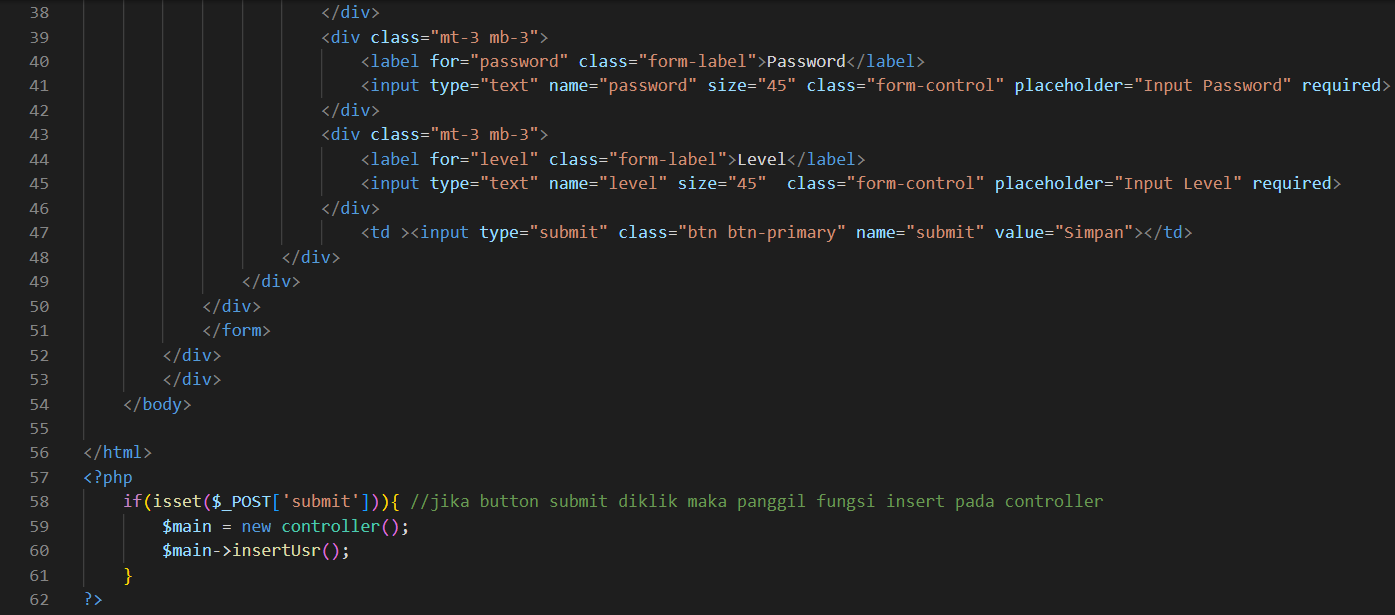 38 </div>
39 <div class="mt-3 mb-3">
40 <label for="password" class="form-label">Password</label>
41 <input type="text" name="password" size="45" class="form-control" placeholder="Input Password" required>
42 </div>
43 <div class="mt-3 mb-3">
44 <label for="level" class="form-label">Level</label>
45 <input type="text" name="level" size="45"  class="form-control" placeholder="Input Level" required>
46 </div>
47 <td ><input type="submit" class="btn btn-primary" name="submit" value="Simpan"></td>
48 </div>
49 </div>
50 </div>
51 </form>
52 </div>
53 </div>
54 </body>
55
56 </html>
57 <?php
58 if(isset($_POST['submit'])){ //jika button submit diklik maka panggil fungsi insert pada controller
59 $main = new controller();
60 $main->insertUsr();
61 }
62 ?>